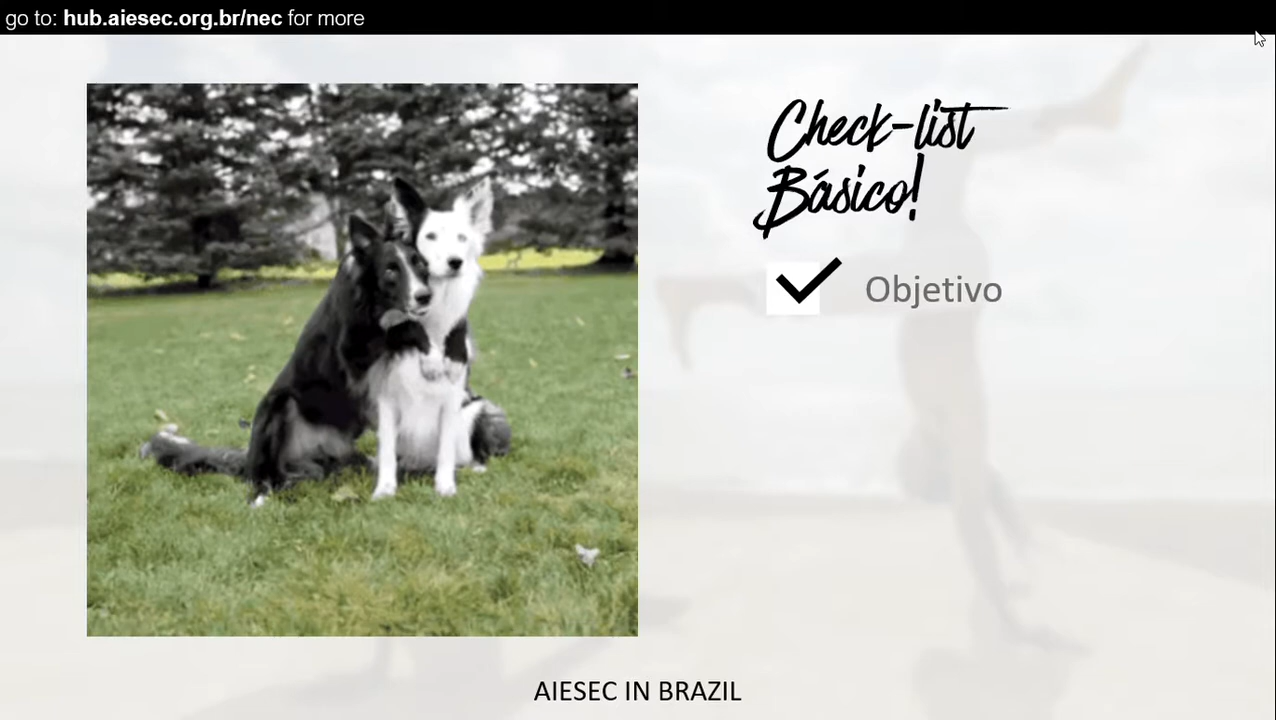 go to: hub.aiesec.org.br/nec for more
Check-list
Básico!
Objetivo
AIESEC IN BRAZIL